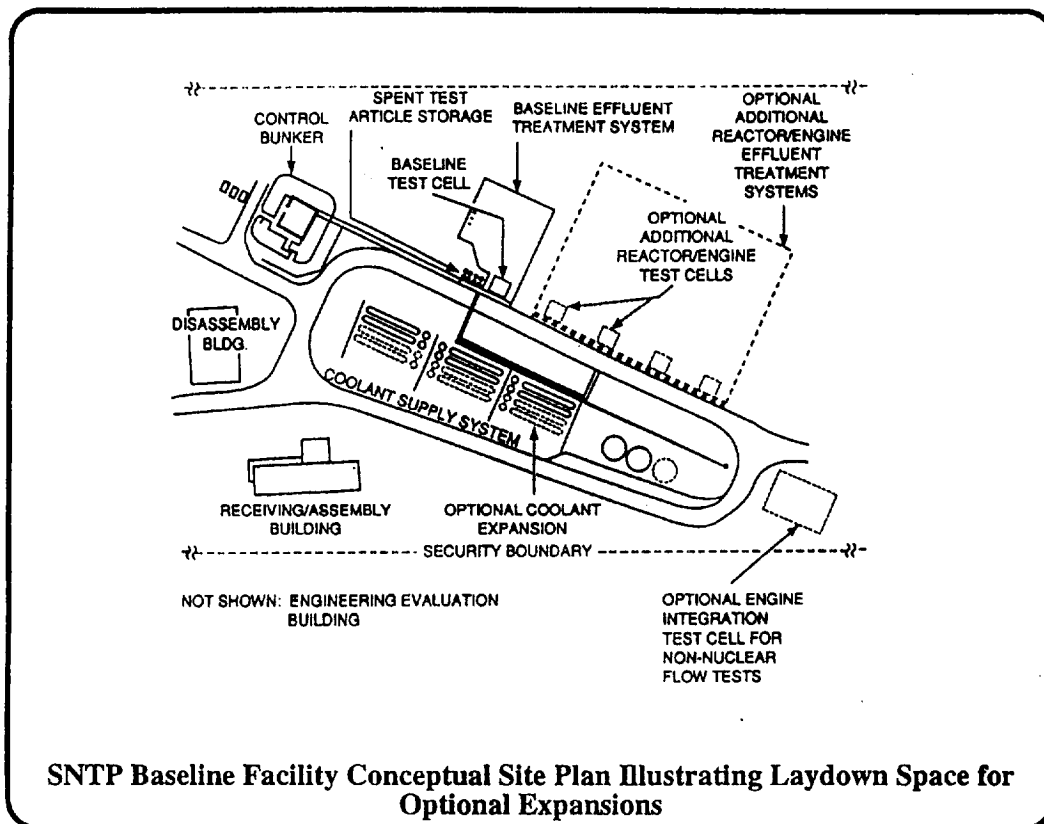 SPENT TEST
ARTICLE STORAGE
CONTROL
BUNKER
BASELINE EFFLUENT
TREATMENT SYSTEM
BASELINE
TEST CELL
OPTIONAL
ADDITIONAL
REACTOR/ENGINE
EFFLUENT
TREATMENT
SYSTEMS
OPTIONAL
ADDITIONAL
REACTOR/ENGINE
TEST CELLS
DISASSEMBLY
BLDG.
COOLANT SUPPLY SYSTEM
RECEIVING/ASSEMBLY
BUILDING
OPTIONAL COOLANT
EXPANSION
SECURITY BOUNDARY
NOT SHOWN: ENGINEERING EVALUATION
BUILDING
OPTIONAL ENGINE
INTEGRATION
TEST CELL FOR
NON-NUCLEAR
FLOW TESTS
SNTP Baseline Facility Conceptual Site Plan Illustrating Laydown Space for
Optional Expansions